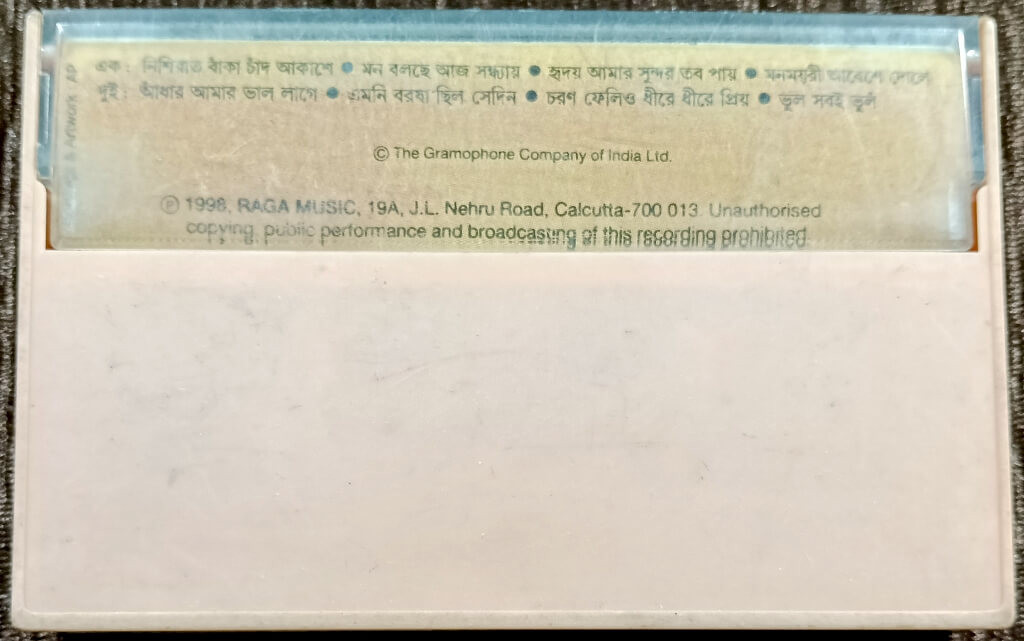 এক : নিশিরাত বাঁকা চাঁদ আকাশে ● মন বলছে আজ সন্ধ্যায় ● হৃদয় আমার সুন্দর তব পায় ● মনময়ূরী
দুই : আঁধার আমার ভাল লাগে ● এমনি বরষা ছিল সেদিন ● চরণ ফেলিও ধীরে ধীরে প্রিয় ● ভুল সবই ভুল
© The Gramophone Company of India Ltd.
℗ 1998, RAGA MUSIC, 19A, J.L. Nehru Road, Calcutta-700 013. Unauthorised
copying, public performance and broadcasting of this recording prohibited.